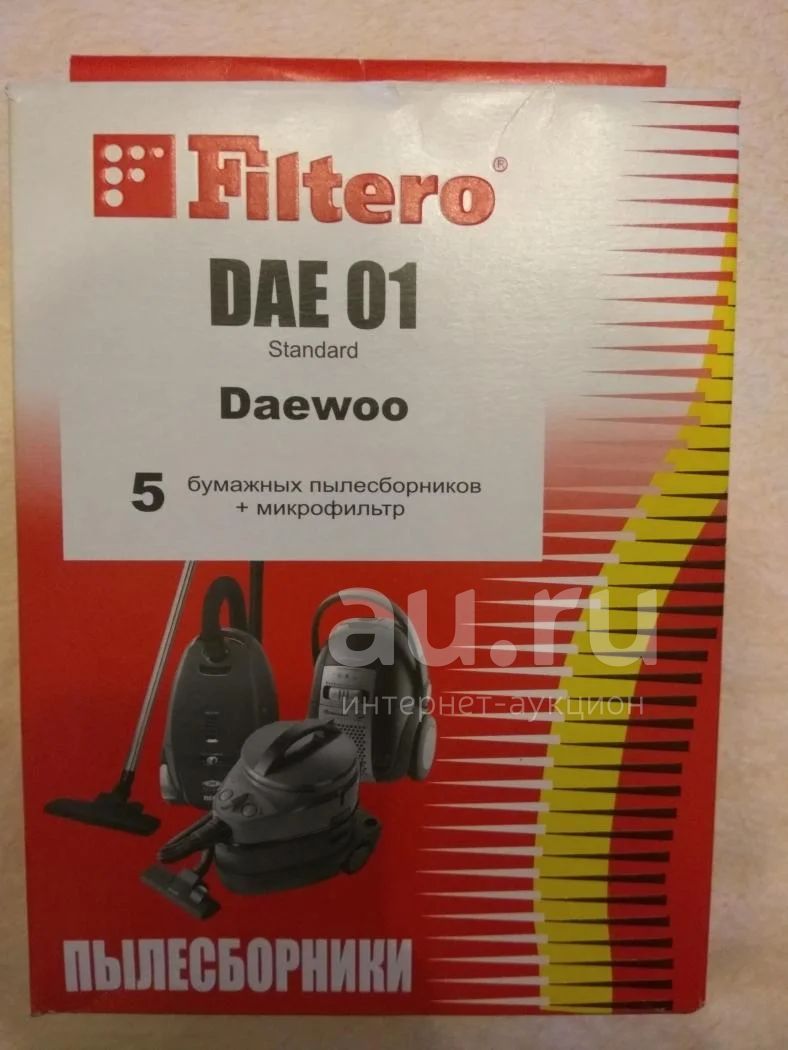 Filtero®
DAE 01
Standard
Daewoo
5 бумажных пылесборников
+ микрофильтр
au.ru
интернет-аукцион
ПЫЛЕСБОРНИКИ